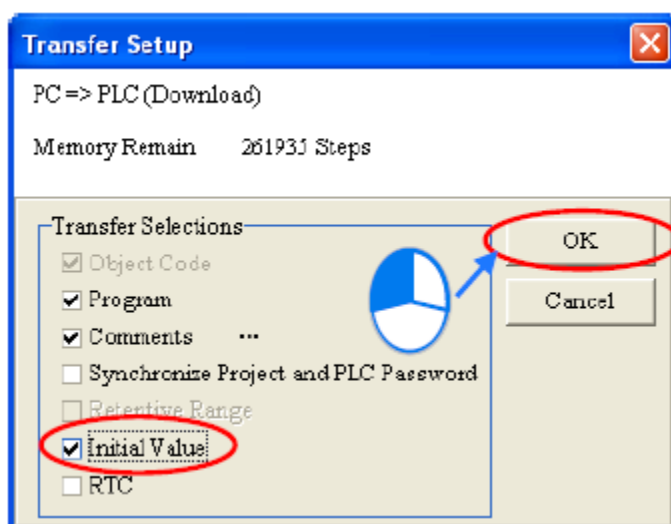 Transfer Setup
PC => PLC (Download)
Memory Remain 261935 Steps
Transfer Selections
Object Code
Program
Comments ...
Synchronize Project and PLC Password
Retentive Range
Initial Value
RTC
OK
Cancel